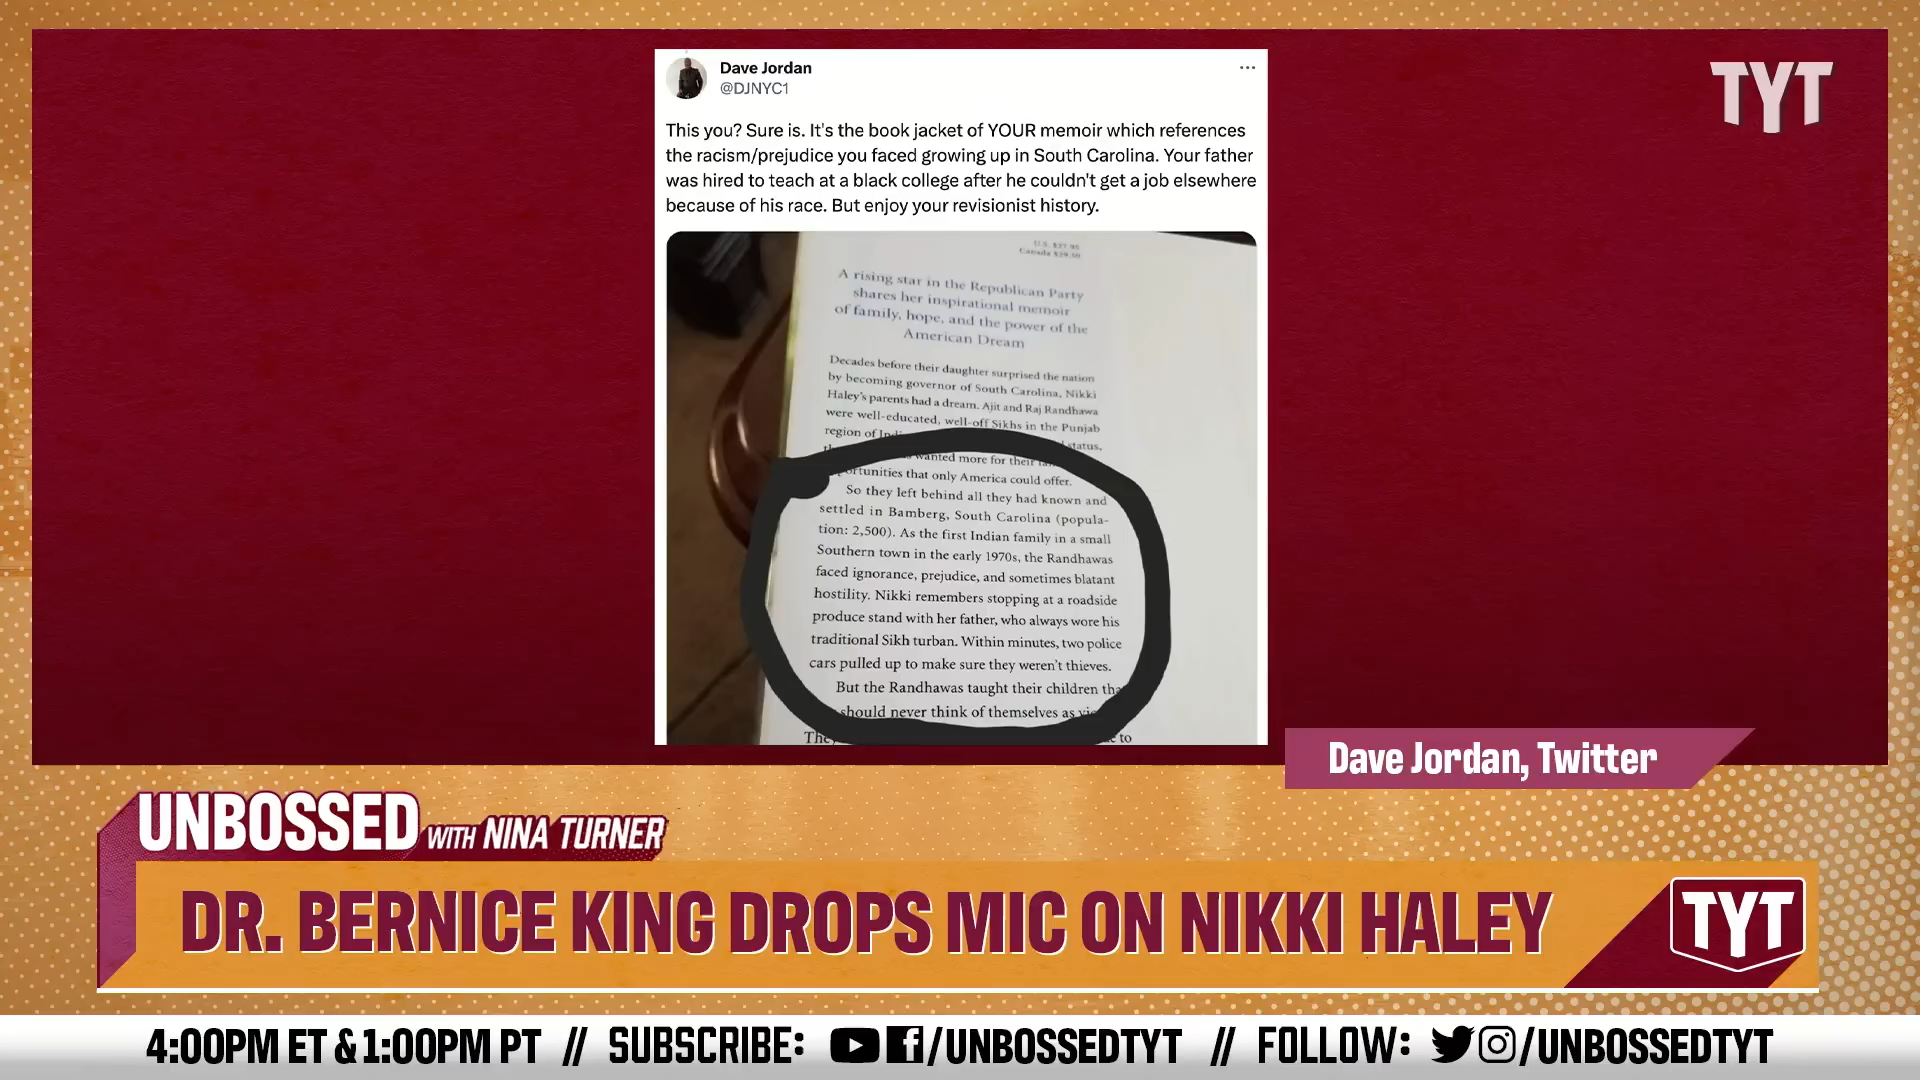 TYT
Dave Jordan
@DJNYC1
This you? Sure is. It's the book jacket of YOUR memoir which references
the racism/prejudice you faced growing up in South Carolina. Your father
was hired to teach at a black college after he couldn't get a job elsewhere
because of his race. But enjoy your revisionist history.
A rising star in the Republican Party
shares her inspirational memoir
of family, hope, and the power of the
American Dream
Decades before their daughter surprised the nation
by becoming governor of South Carolina, Nikki
Haley's parents had a dream. Ajit and Raj Randhawa
were well-educated, well-off Sikhs in the Punjab
region of status,
wanted more for their
that only America could offer.
So they left behind all they had known and
settled in Bamberg, South Carolina (popula-
tion: 2,500). As the first Indian family in a small
Southern town in the early 1970s, the Randhawas
faced ignorance, prejudice, and sometimes blatant
hostility. Nikki remembers stopping at a roadside
produce stand with her father, who always wore his
traditional Sikh turban. Within minutes, two police
cars pulled up to make sure they weren't thieves.
But the Randhawas taught their children
should never think of themselves as
to
Dave Jordan, Twitter
UNBOSSED WITH NINA TURNER
DR. BERNICE KING DROPS MIC ON NIKKI HALEY
TYT
4:00PM ET & 1:00PM PT // SUBSCRIBE: /UNBOSSEDTYT // FOLLOW: /UNBOSSEDTYT